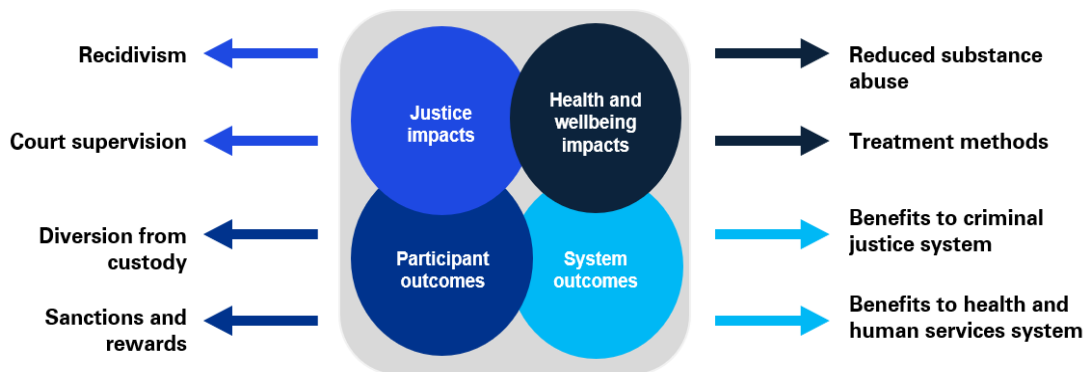 Recidivism
Court supervision
Diversion from
custody
Sanctions and
rewards
Justice
impacts
Health and
wellbeing
impacts
Participant
outcomes
System
outcomes
Reduced substance
abuse
Treatment methods
Benefits to criminal
justice system
Benefits to health and
human services system